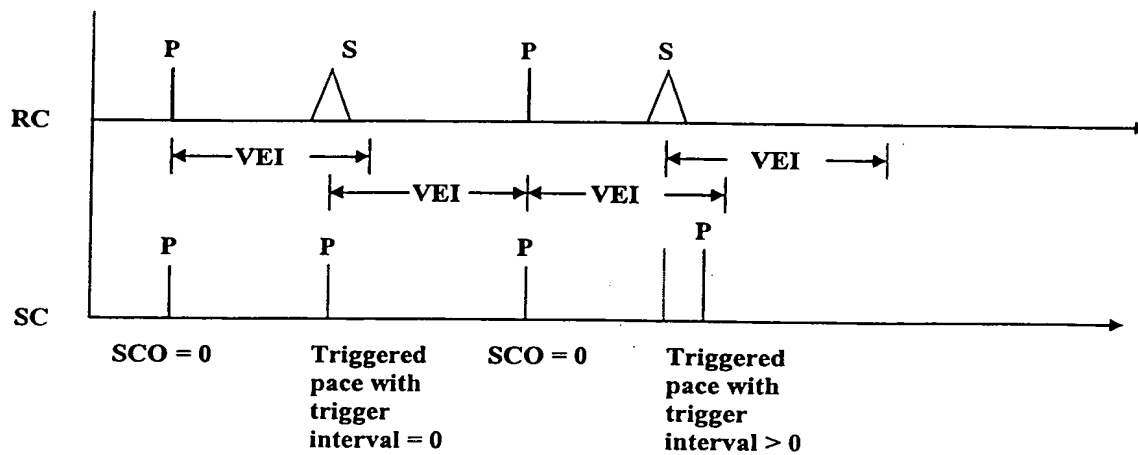 P S P S
RC
VEI VEI
VEI VEI
P
P P P
SC
SCO = 0 Triggered SCO = 0 Triggered
pace with pace with
trigger trigger
interval = 0 interval > 0